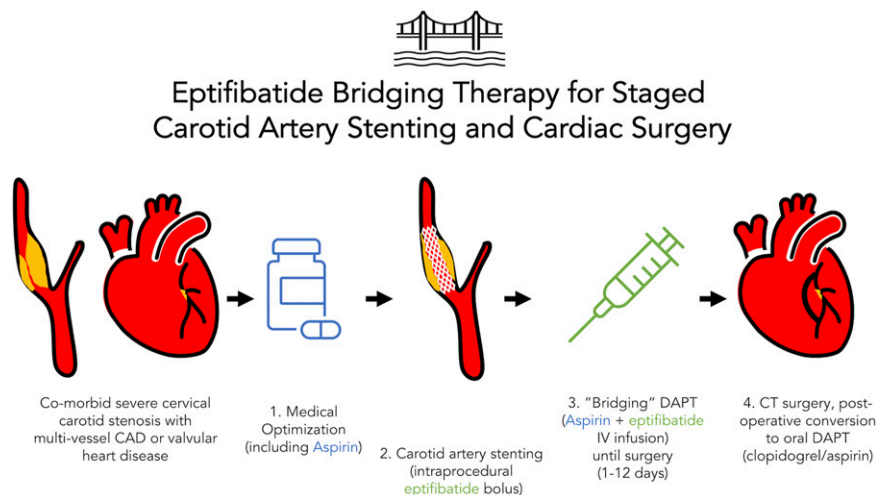 Eptifibatide Bridging Therapy for Staged
Carotid Artery Stenting and Cardiac Surgery
Co-morbid severe cervical
carotid stenosis with
multi-vessel CAD or valvular
heart disease
1. Medical
Optimization
(including Aspirin)
2. Carotid artery stenting
(intraprocedural
eptifibatide bolus)
3. “Bridging” DAPT
(Aspirin + eptifibatide
IV infusion)
until surgery
(1-12 days)
4. CT surgery, post-
operative conversion
to oral DAPT
(clopidogrel/aspirin)